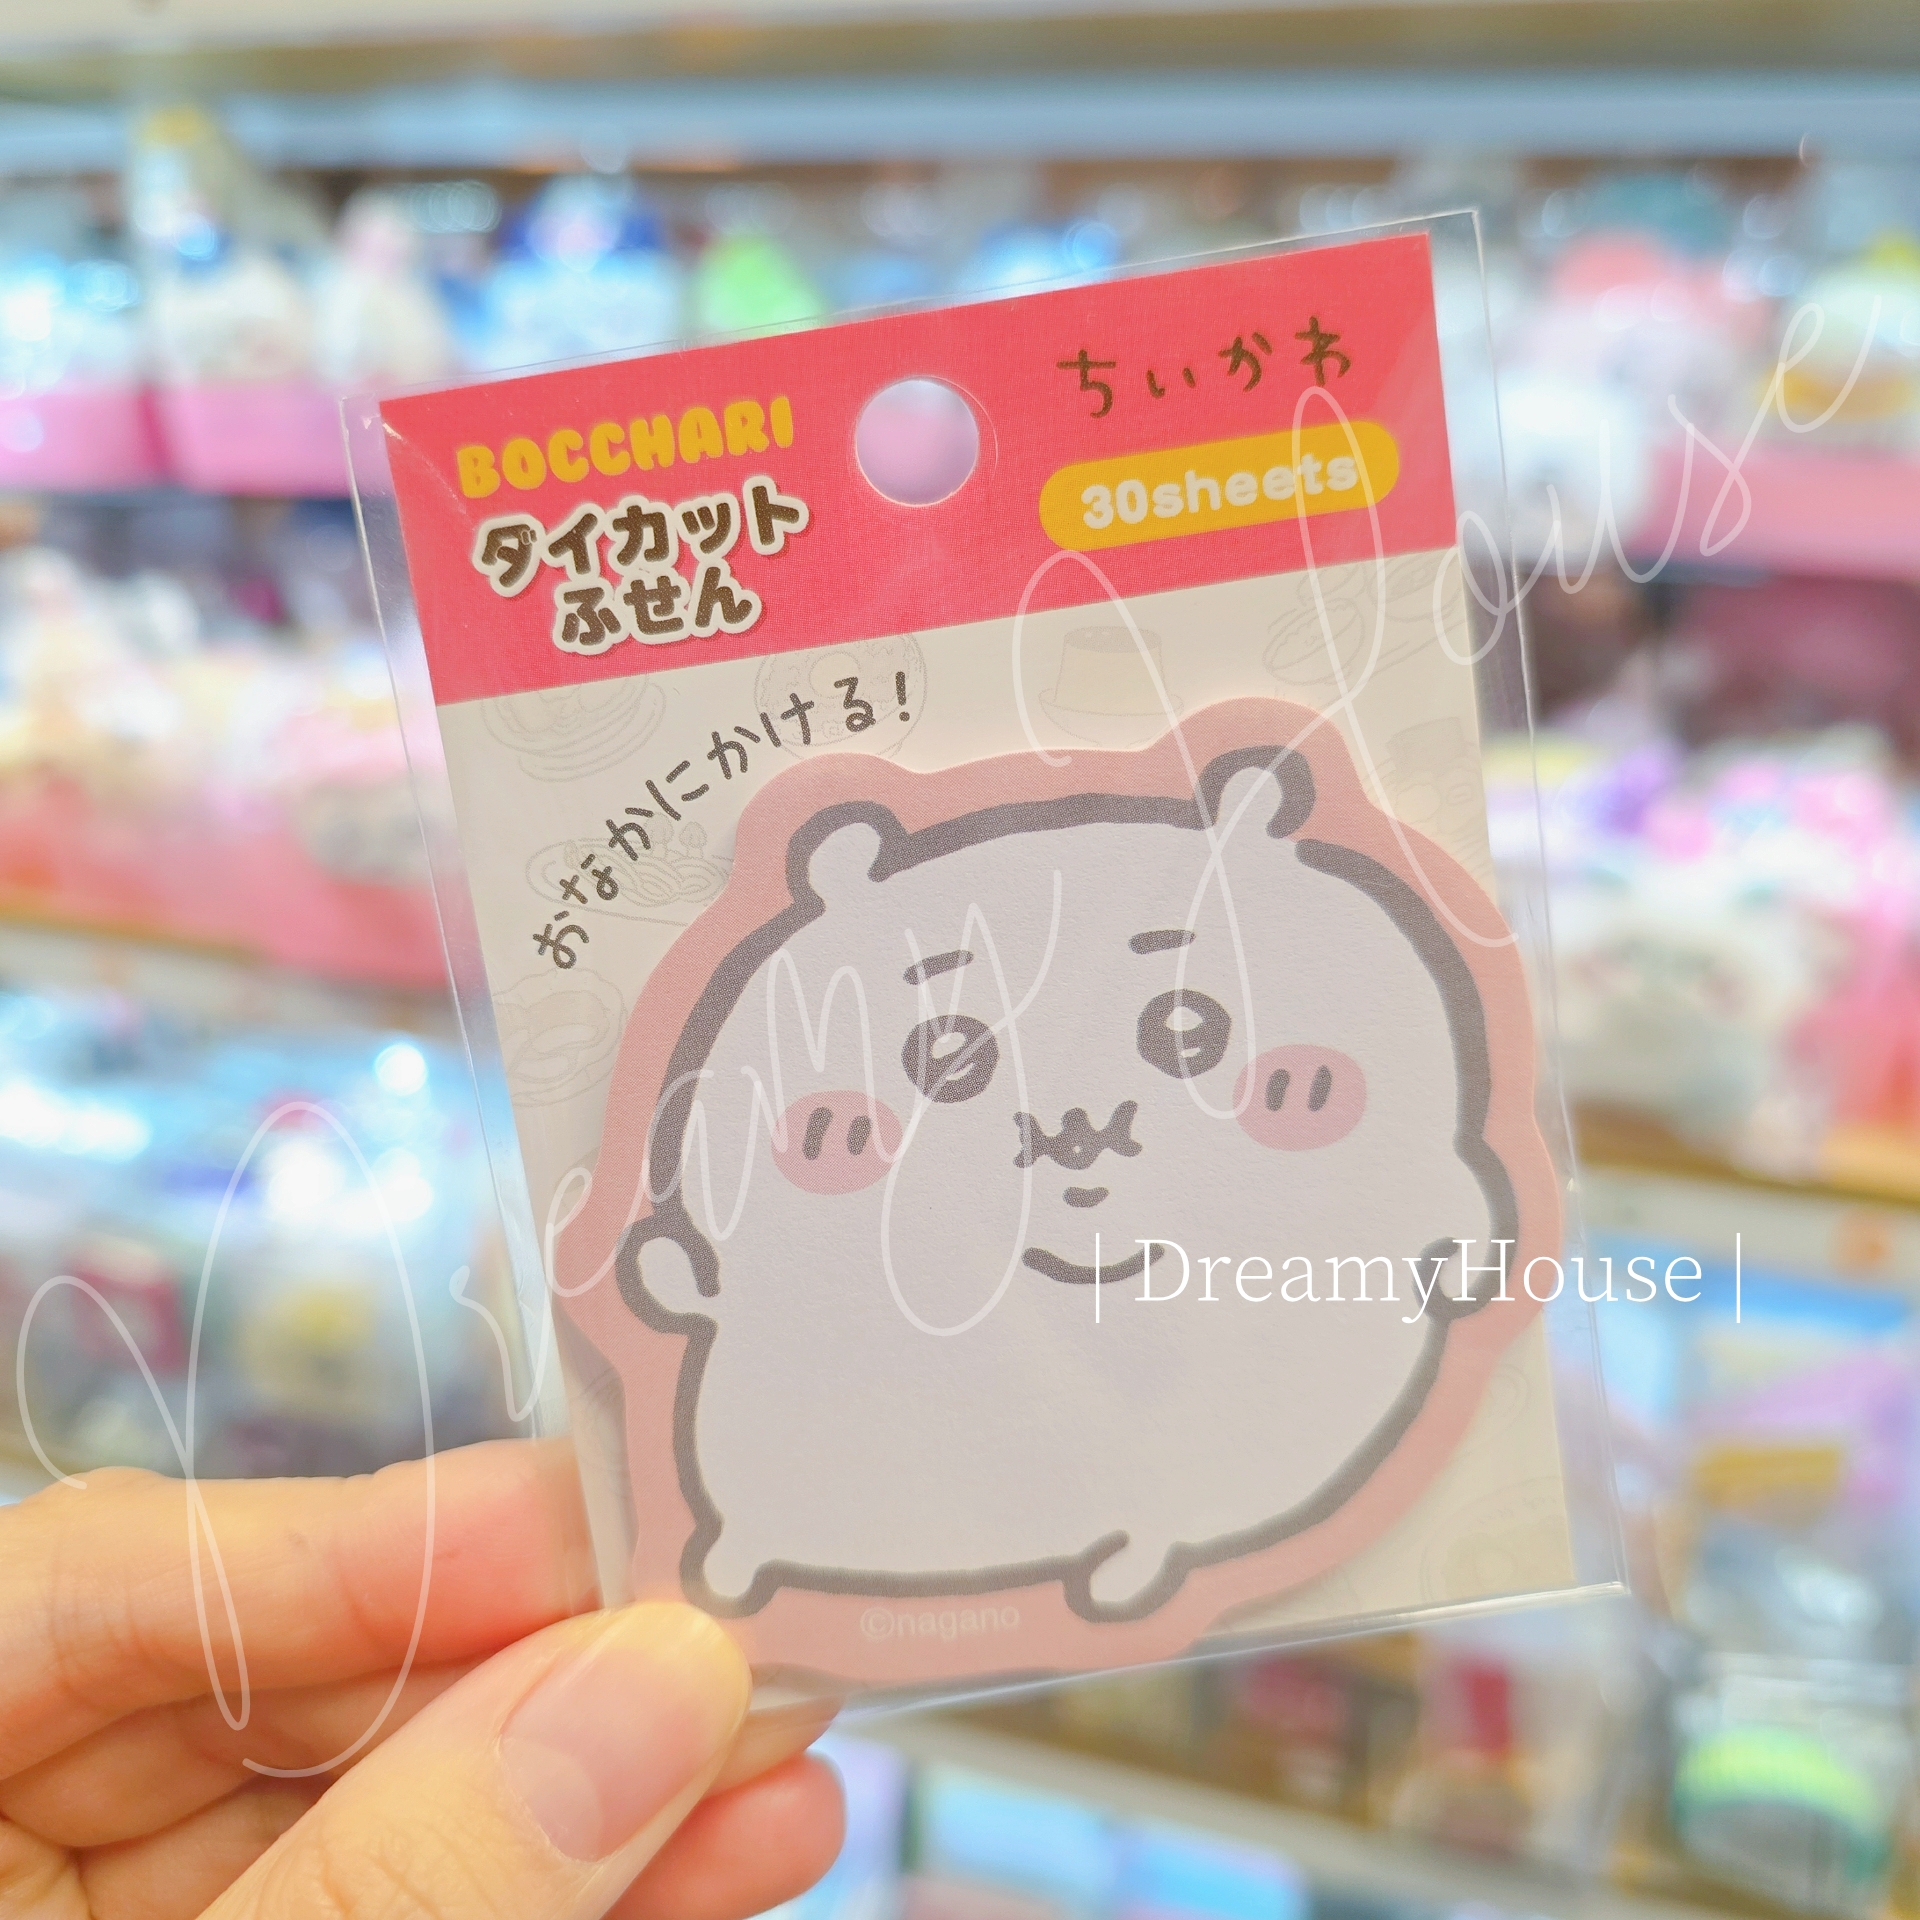 BOCCHARI
ダイカット
ふせん
ちいかわ
30sheets
おなかにかける!
Dreamy House
| DreamyHouse |
©nagano